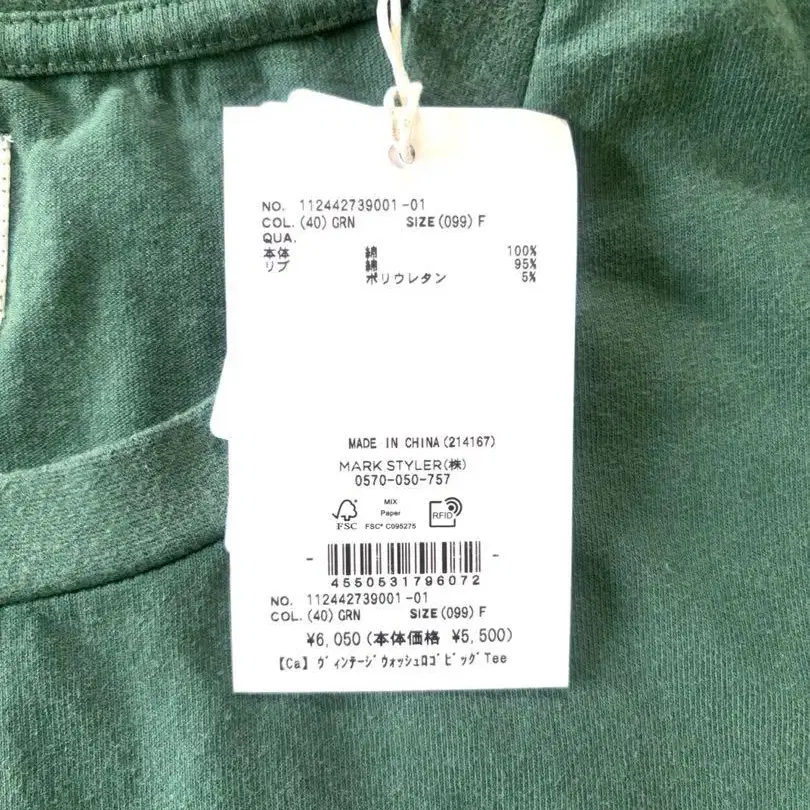 NO. 112442739001-01
COL. (40) GRN SIZE (099) F
QUA.
本体 綿 100%
リブ 綿 95%
ポリウレタン 5%
MADE IN CHINA (214167)
MARK STYLER(株)
0570-050-757
FSC
MIX
Paper
FSC® C095275
RFID
4550531796072
NO. 112442739001-01
COL. (40) GRN SIZE (099) F
¥6,050 (本体価格 ¥5,500)
【Ca】ヴィンテージウォッシュロゴビッグTee